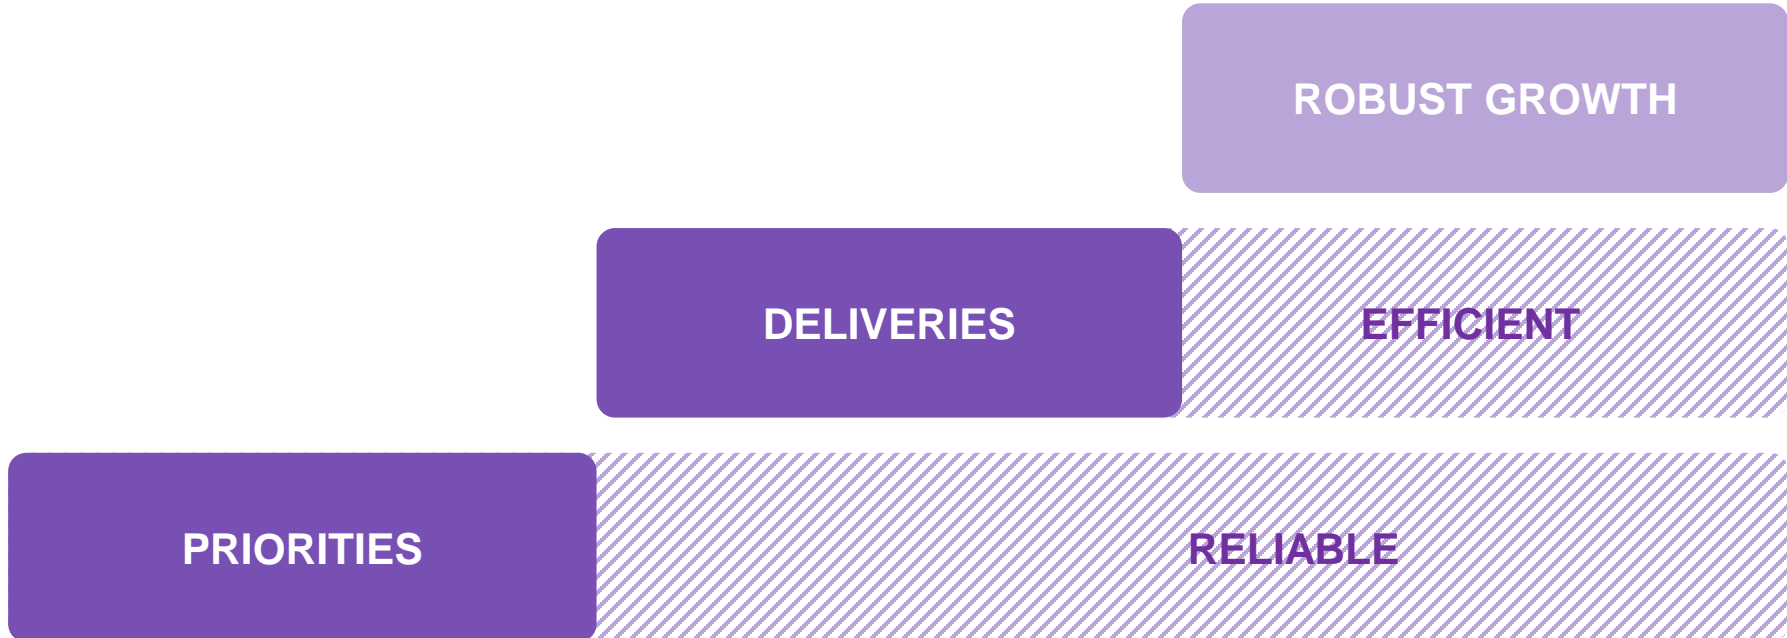 ROBUST GROWTH
DELIVERIES
EFFICIENT
PRIORITIES
RELIABLE